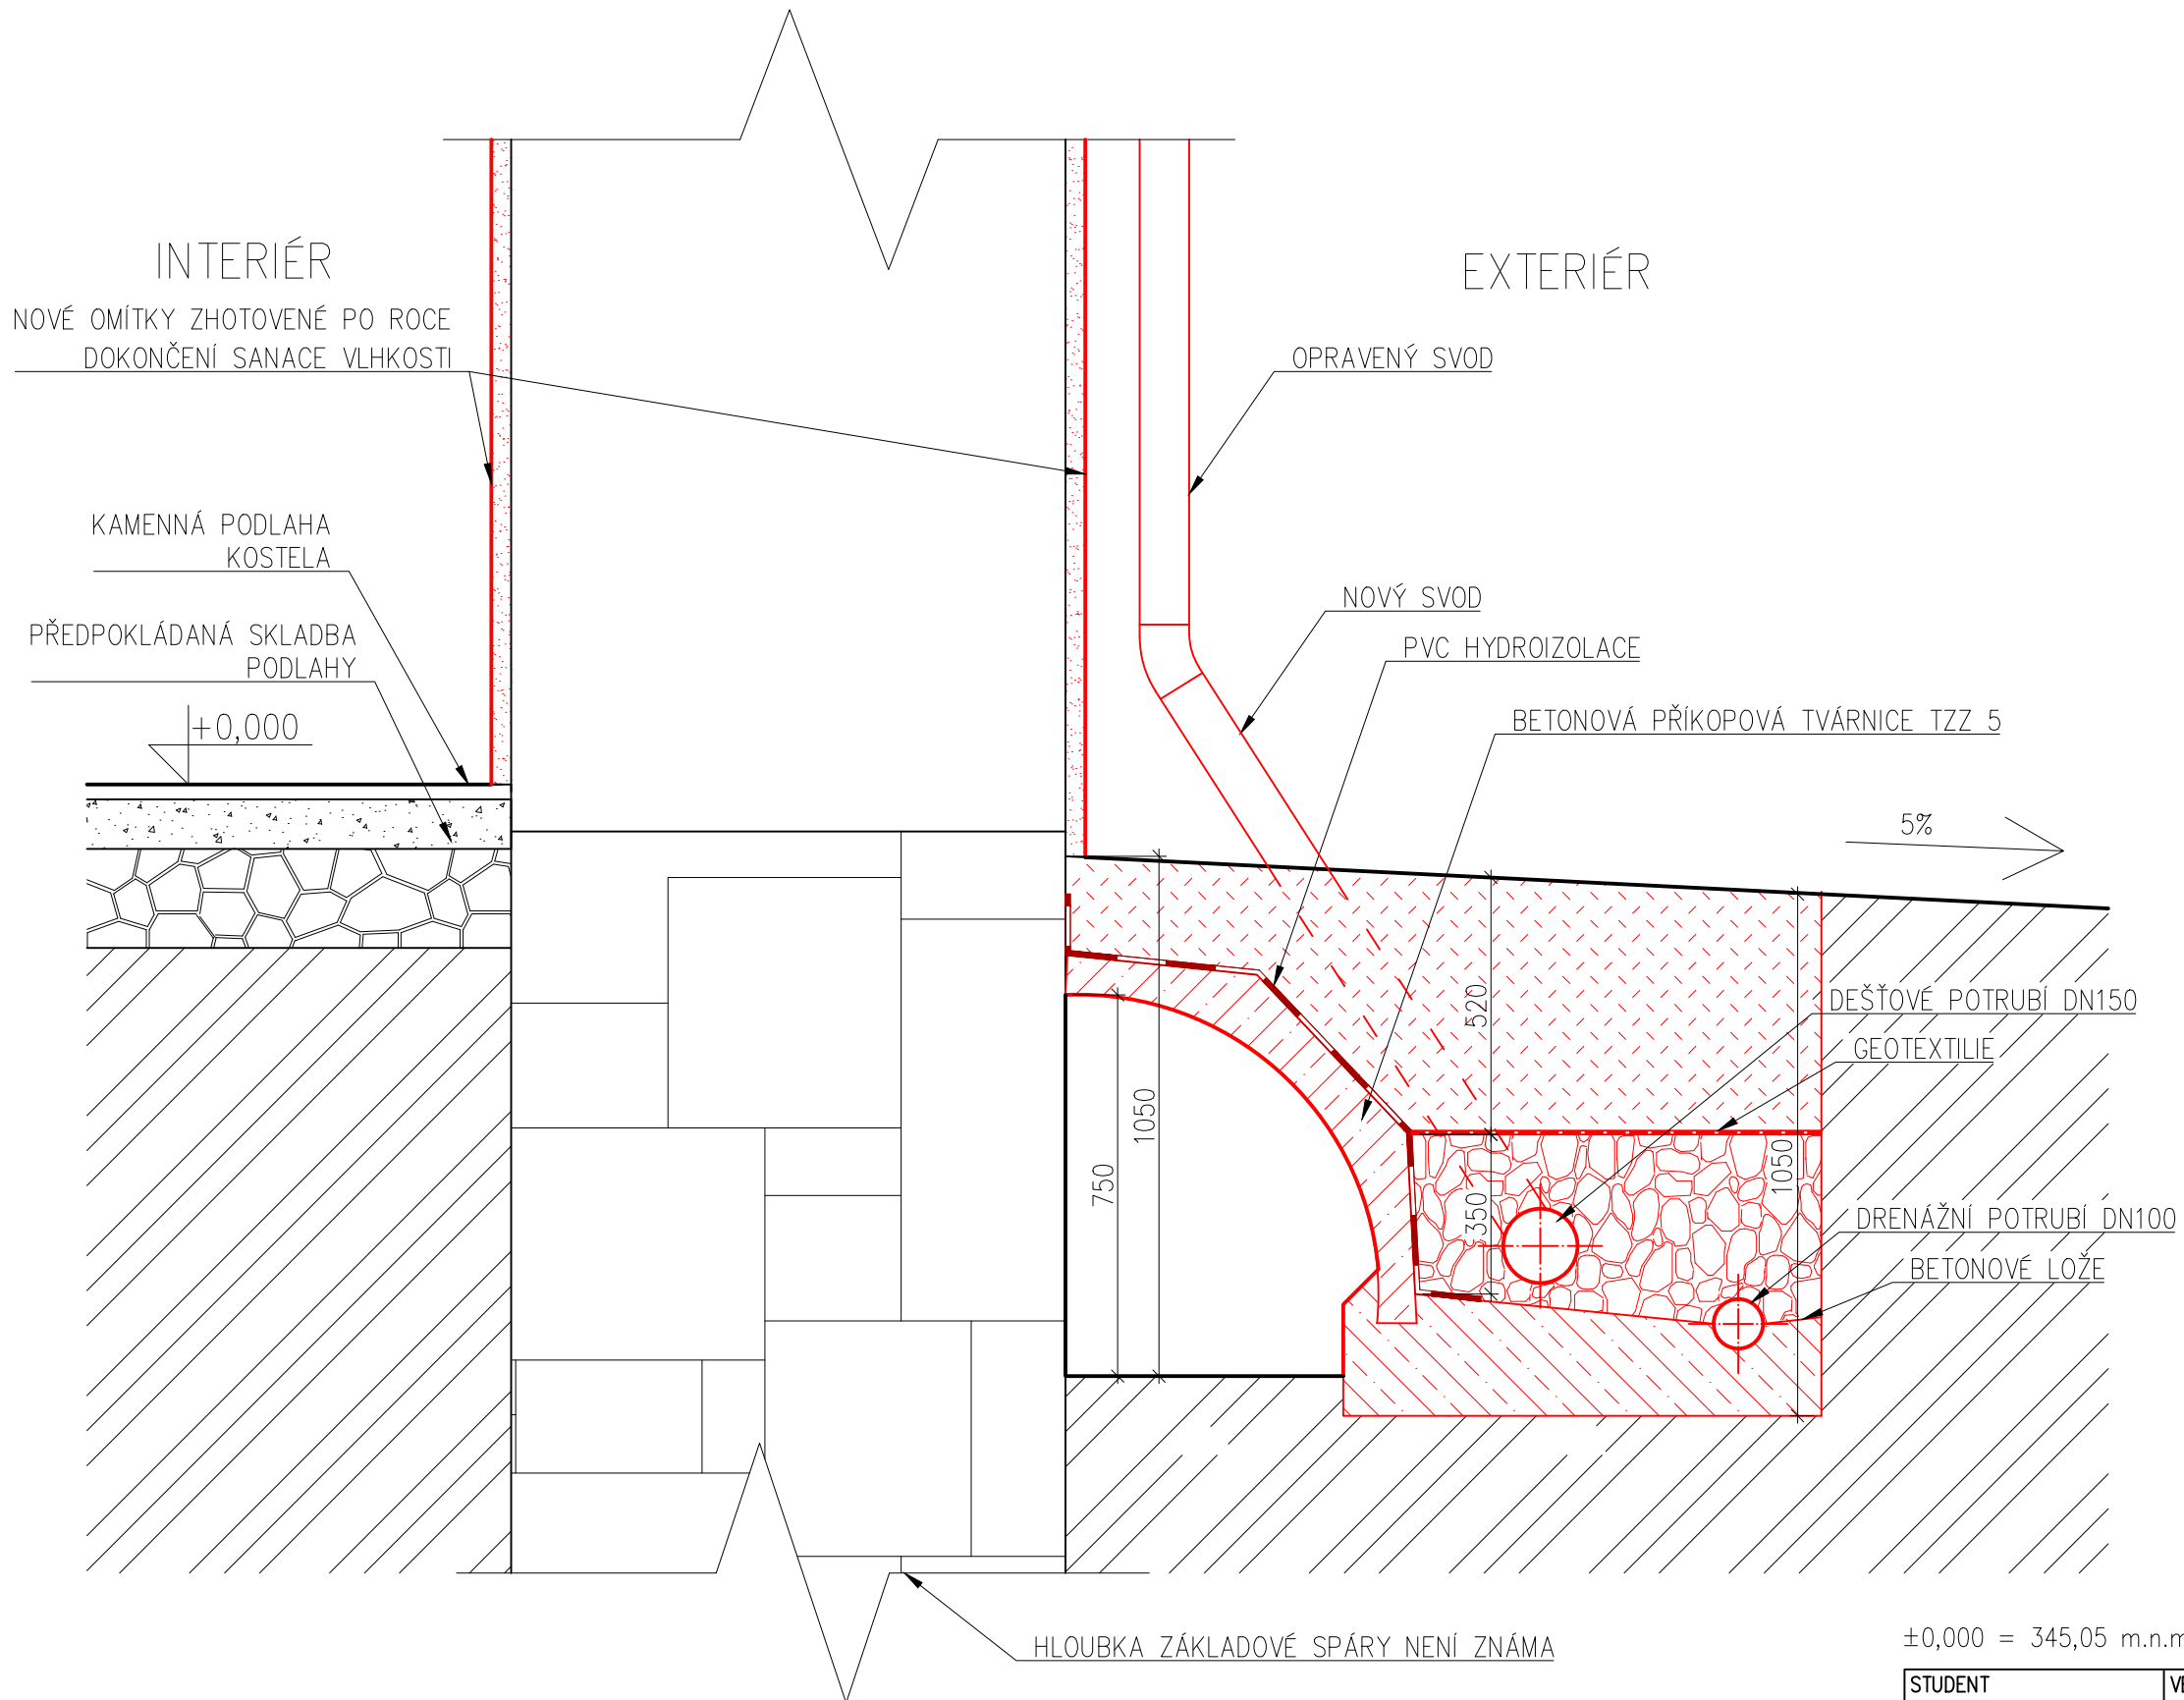 INTERIÉR
EXTERIÉR
NOVÉ OMÍTKY ZHOTOVENÉ PO ROCE
DOKONČENÍ SANACE VLHKOSTI
OPRAVENÝ SVOD
KAMENNÁ PODLAHA
KOSTELA
NOVÝ SVOD
PŘEDPOKLÁDANÁ SKLADBA
PODLAHY
PVC HYDROIZOLACE
+0,000
BETONOVÁ PŘÍKOPOVÁ TVÁRNICE TZZ 5
5%
520
DEŠŤOVÉ POTRUBÍ DN150
GEOTEXTILIE
1050
750
1050
350
DRENÁŽNÍ POTRUBÍ DN100
BETONOVÉ LOŽE
HLOUBKA ZÁKLADOVÉ SPÁRY NENÍ ZNÁMA
±0,000 = 345,05 m.n.m
STUDENT